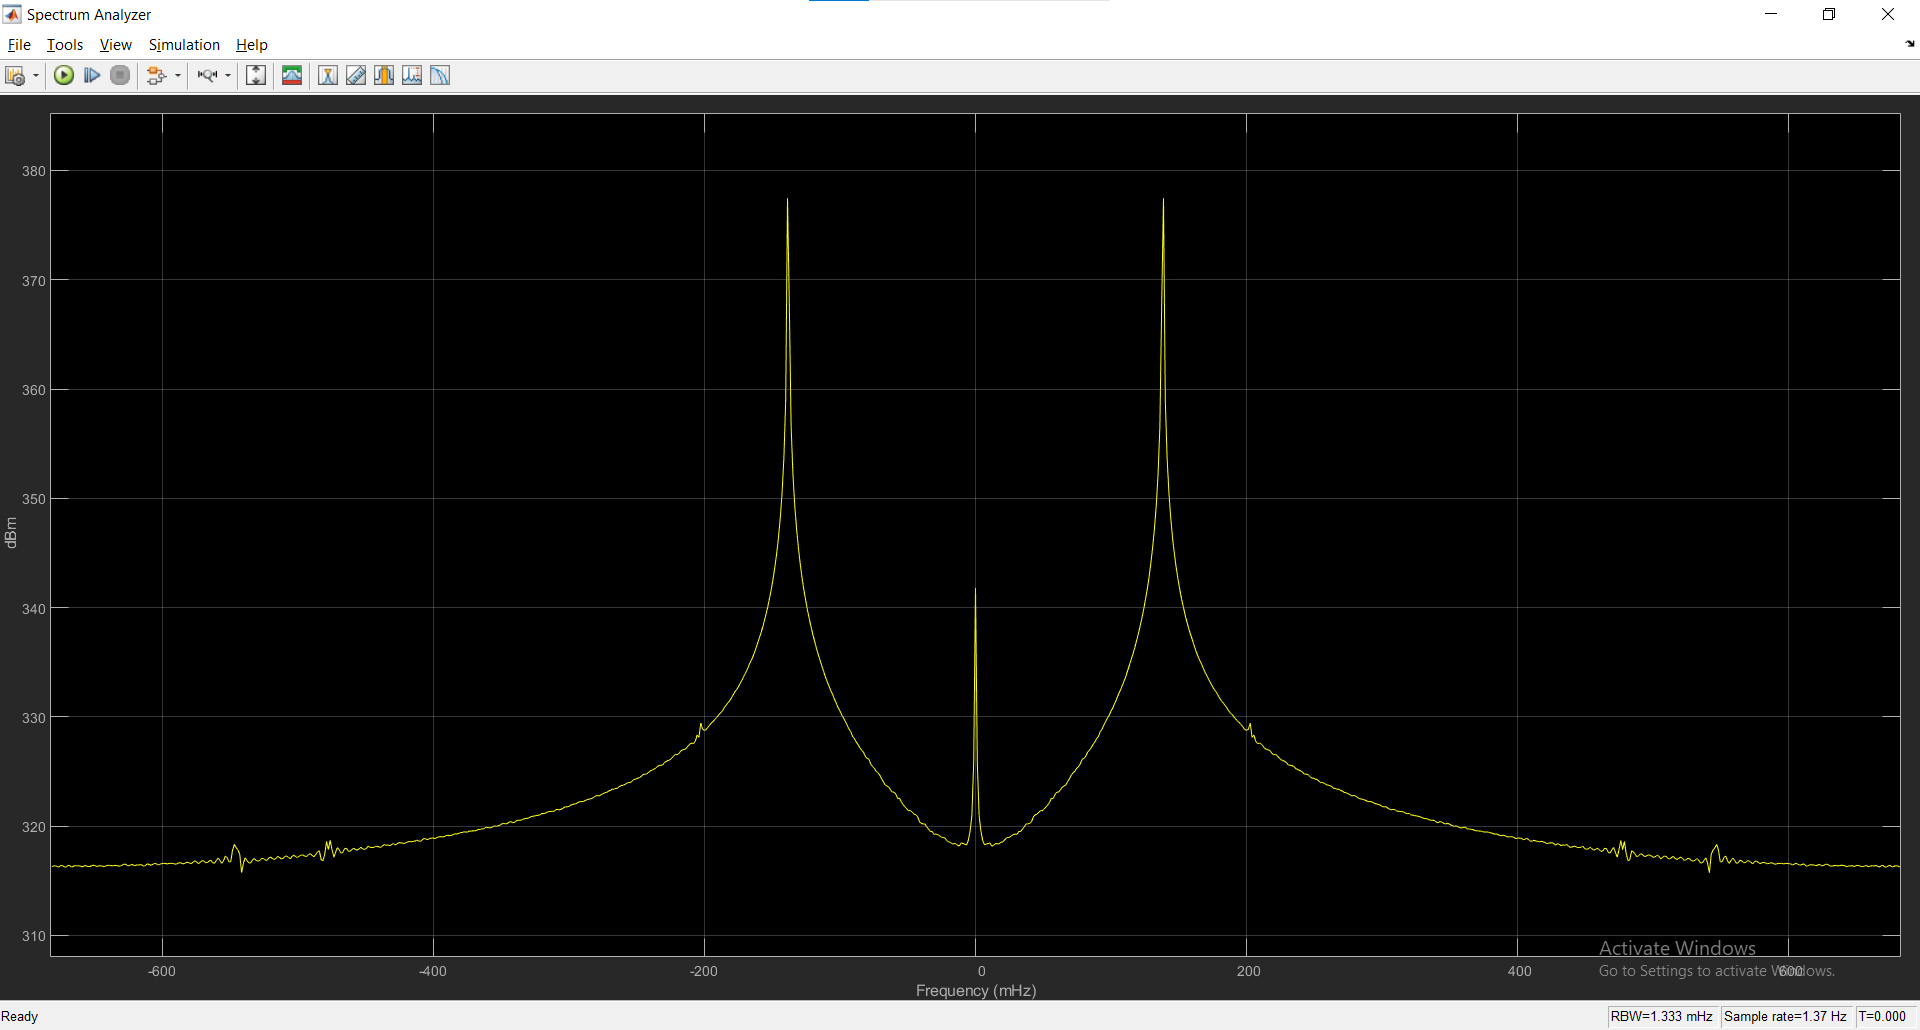 Spectrum Analyzer
File Tools View Simulation Help
380
370
360
350
340
330
320
310
dBm
-600 -400 -200 0 200 400 600
Frequency (mHz)
Activate Windows
Go to Settings to activate Windows.
Ready
RBW=1.333 mHz Sample rate=1.37 Hz T=0.000